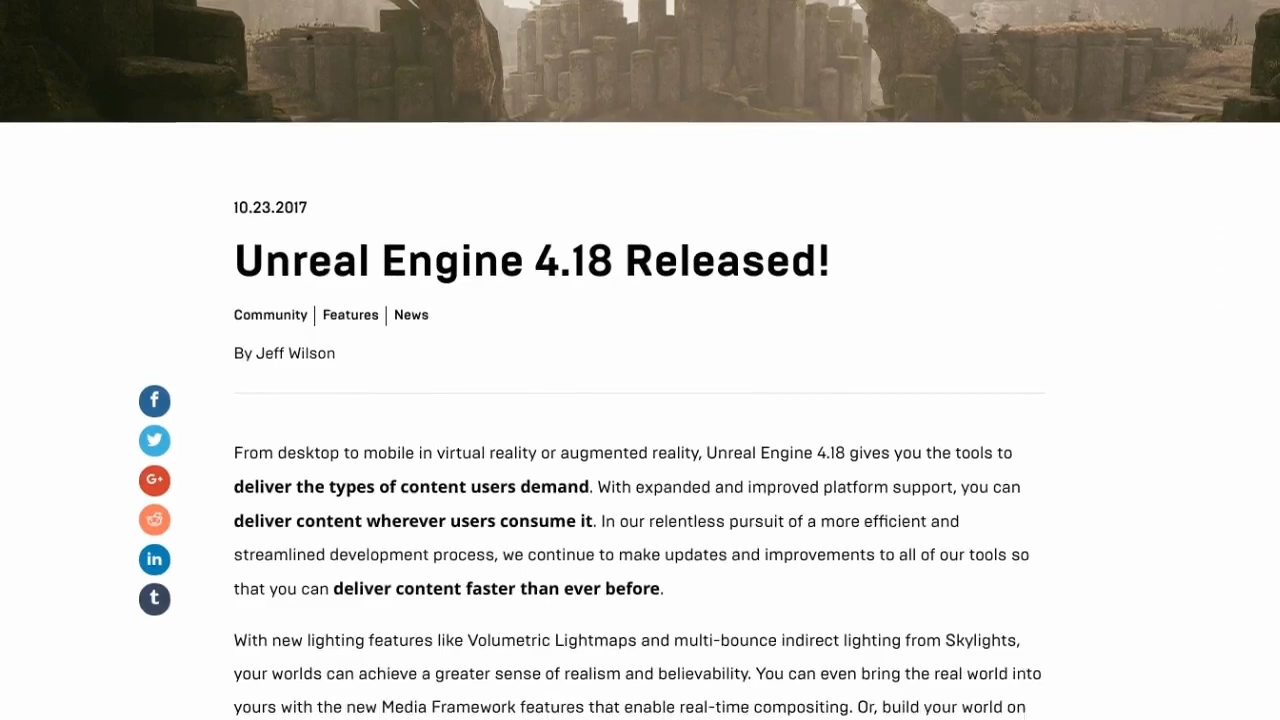 10.23.2017
Unreal Engine 4.18 Released!
Community | Features | News
By Jeff Wilson
f
G+
in
t
From desktop to mobile in virtual reality or augmented reality, Unreal Engine 4.18 gives you the tools to
deliver the types of content users demand. With expanded and improved platform support, you can
deliver content wherever users consume it. In our relentless pursuit of a more efficient and
streamlined development process, we continue to make updates and improvements to all of our tools so
that you can deliver content faster than ever before.
With new lighting features like Volumetric Lightmaps and multi-bounce indirect lighting from Skylights,
your worlds can achieve a greater sense of realism and believability. You can even bring the real world into
yours with the new Media Framework features that enable real-time compositing. Or, build your world on